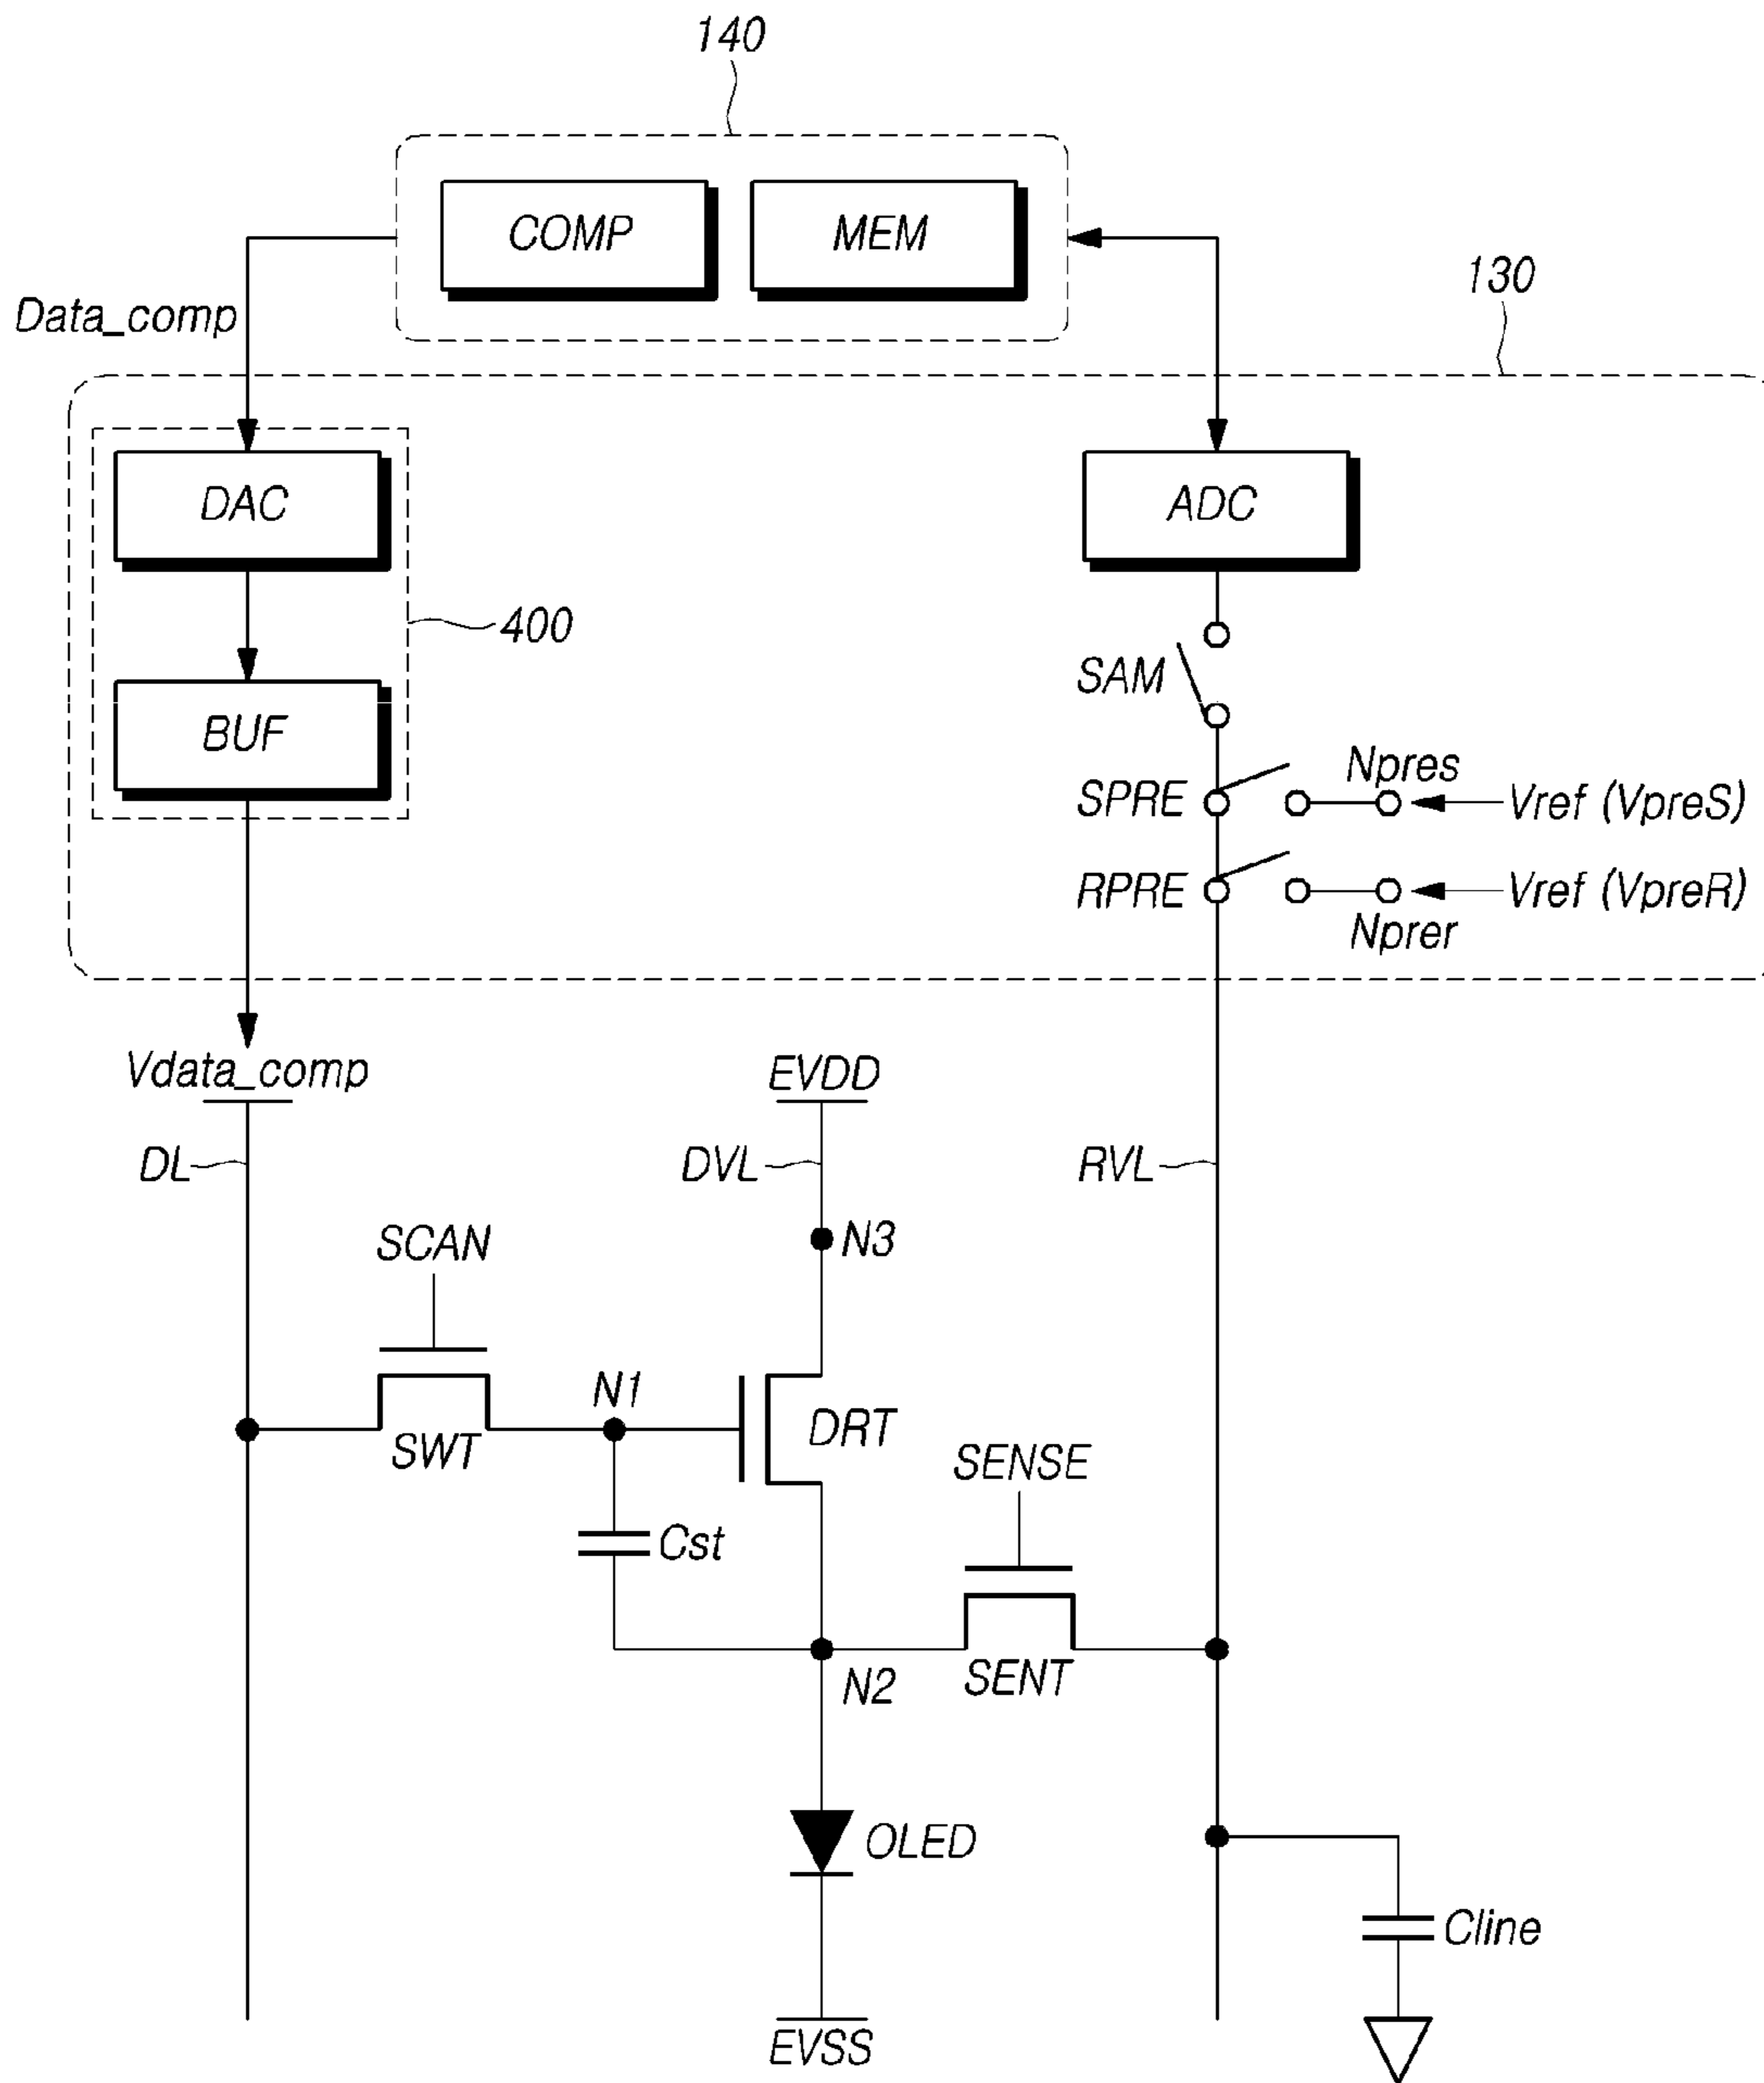 140
COMP
MEM
130
Data_comp
DAC
ADC
400
SAM
BUF
Npres
SPRE
Vref (VpreS)
RPRE
Vref (VpreR)
Nprer
Vdata_comp
EVDD
DL
DVL
RVL
SCAN
N3
N1
DRT
SWT
SENSE
Cst
SENT
N2
OLED
Cline
EVSS